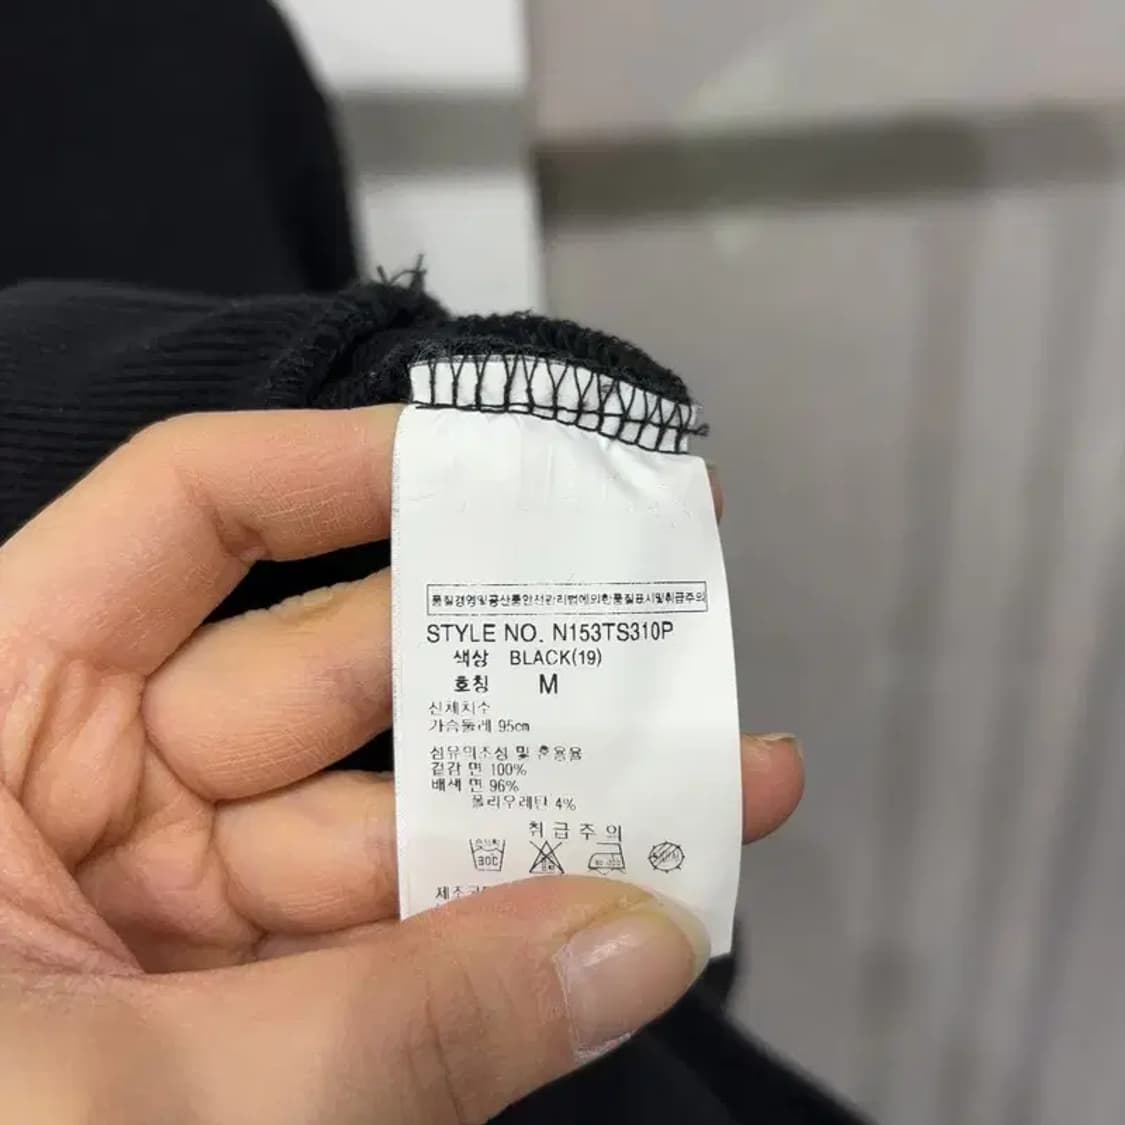 품질경영및공산품안전관리법에의한품질표시및취급주의
STYLE NO. N153TS310P
색상 BLACK(19)
호칭 M
신체치수
가슴둘레 95cm
섬유의조성 및 혼용율
겉감 면 100%
배색 면 96%
폴리우레탄 4%
취급주의
제조